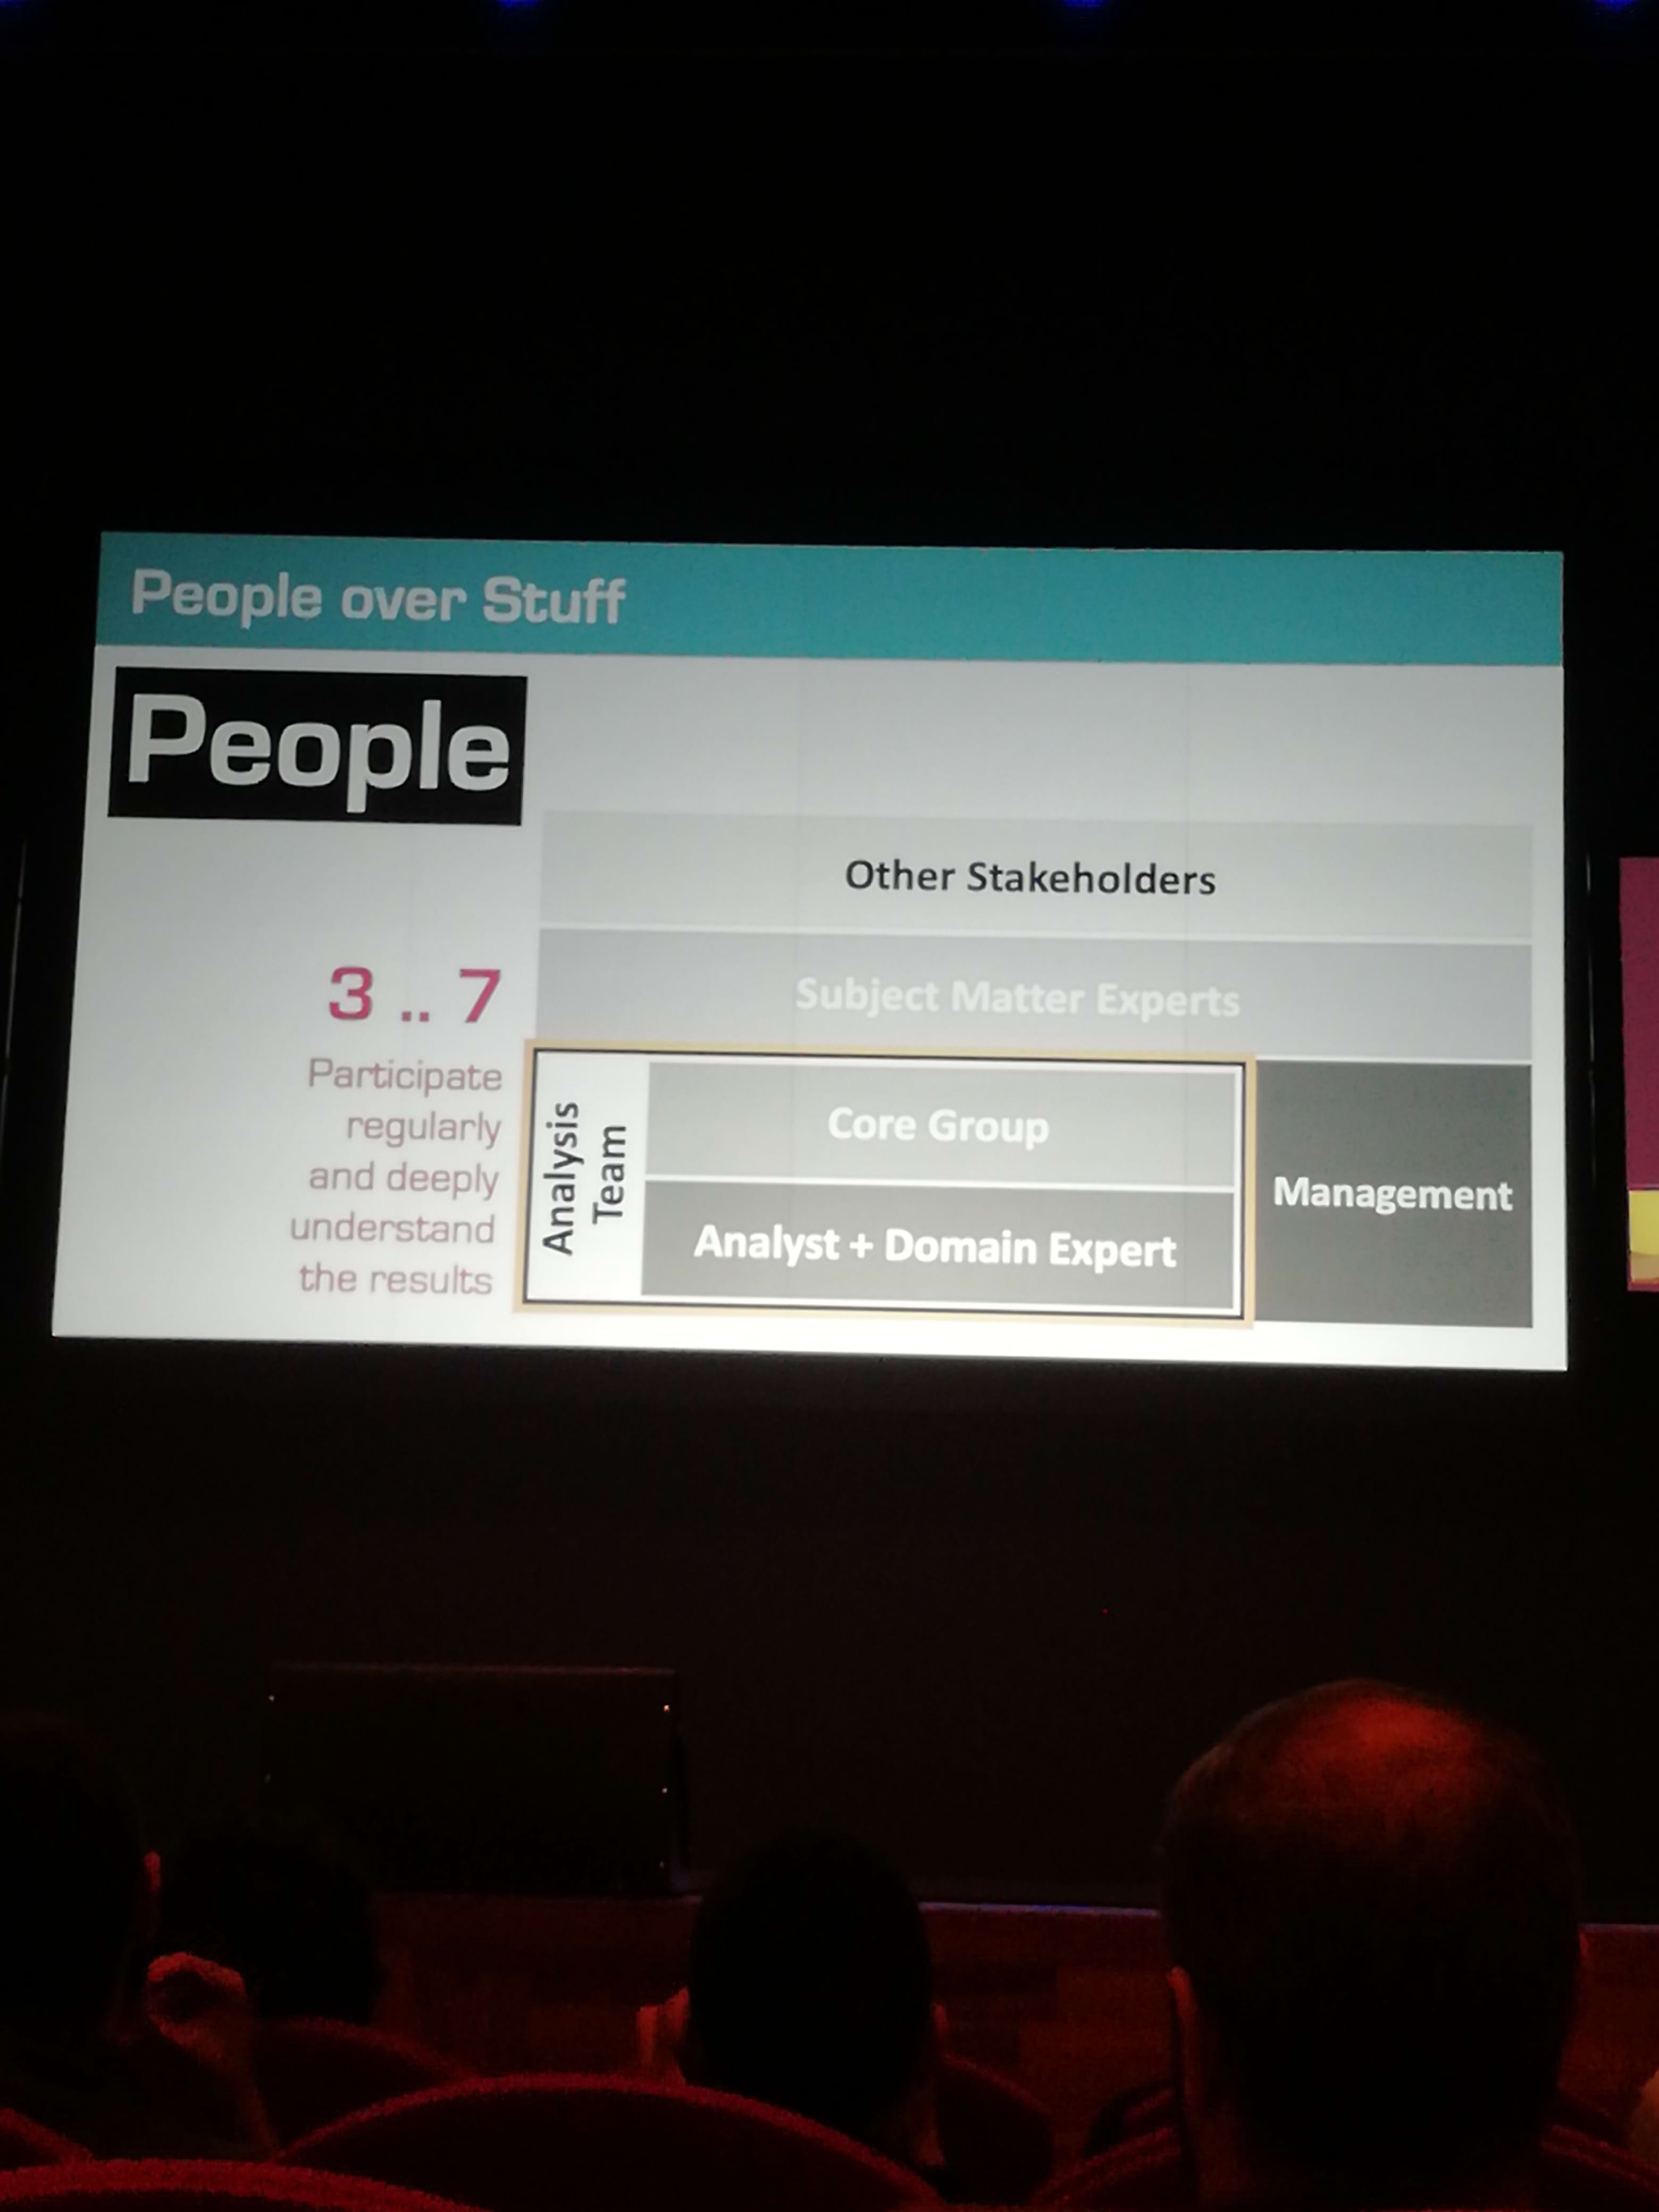 People over Stuff
People
Other Stakeholders
Subject Matter Experts
3 .. 7
Participate
regularly
and deeply
understand
the results
Analysis
Team
Core Group
Analyst + Domain Expert
Management